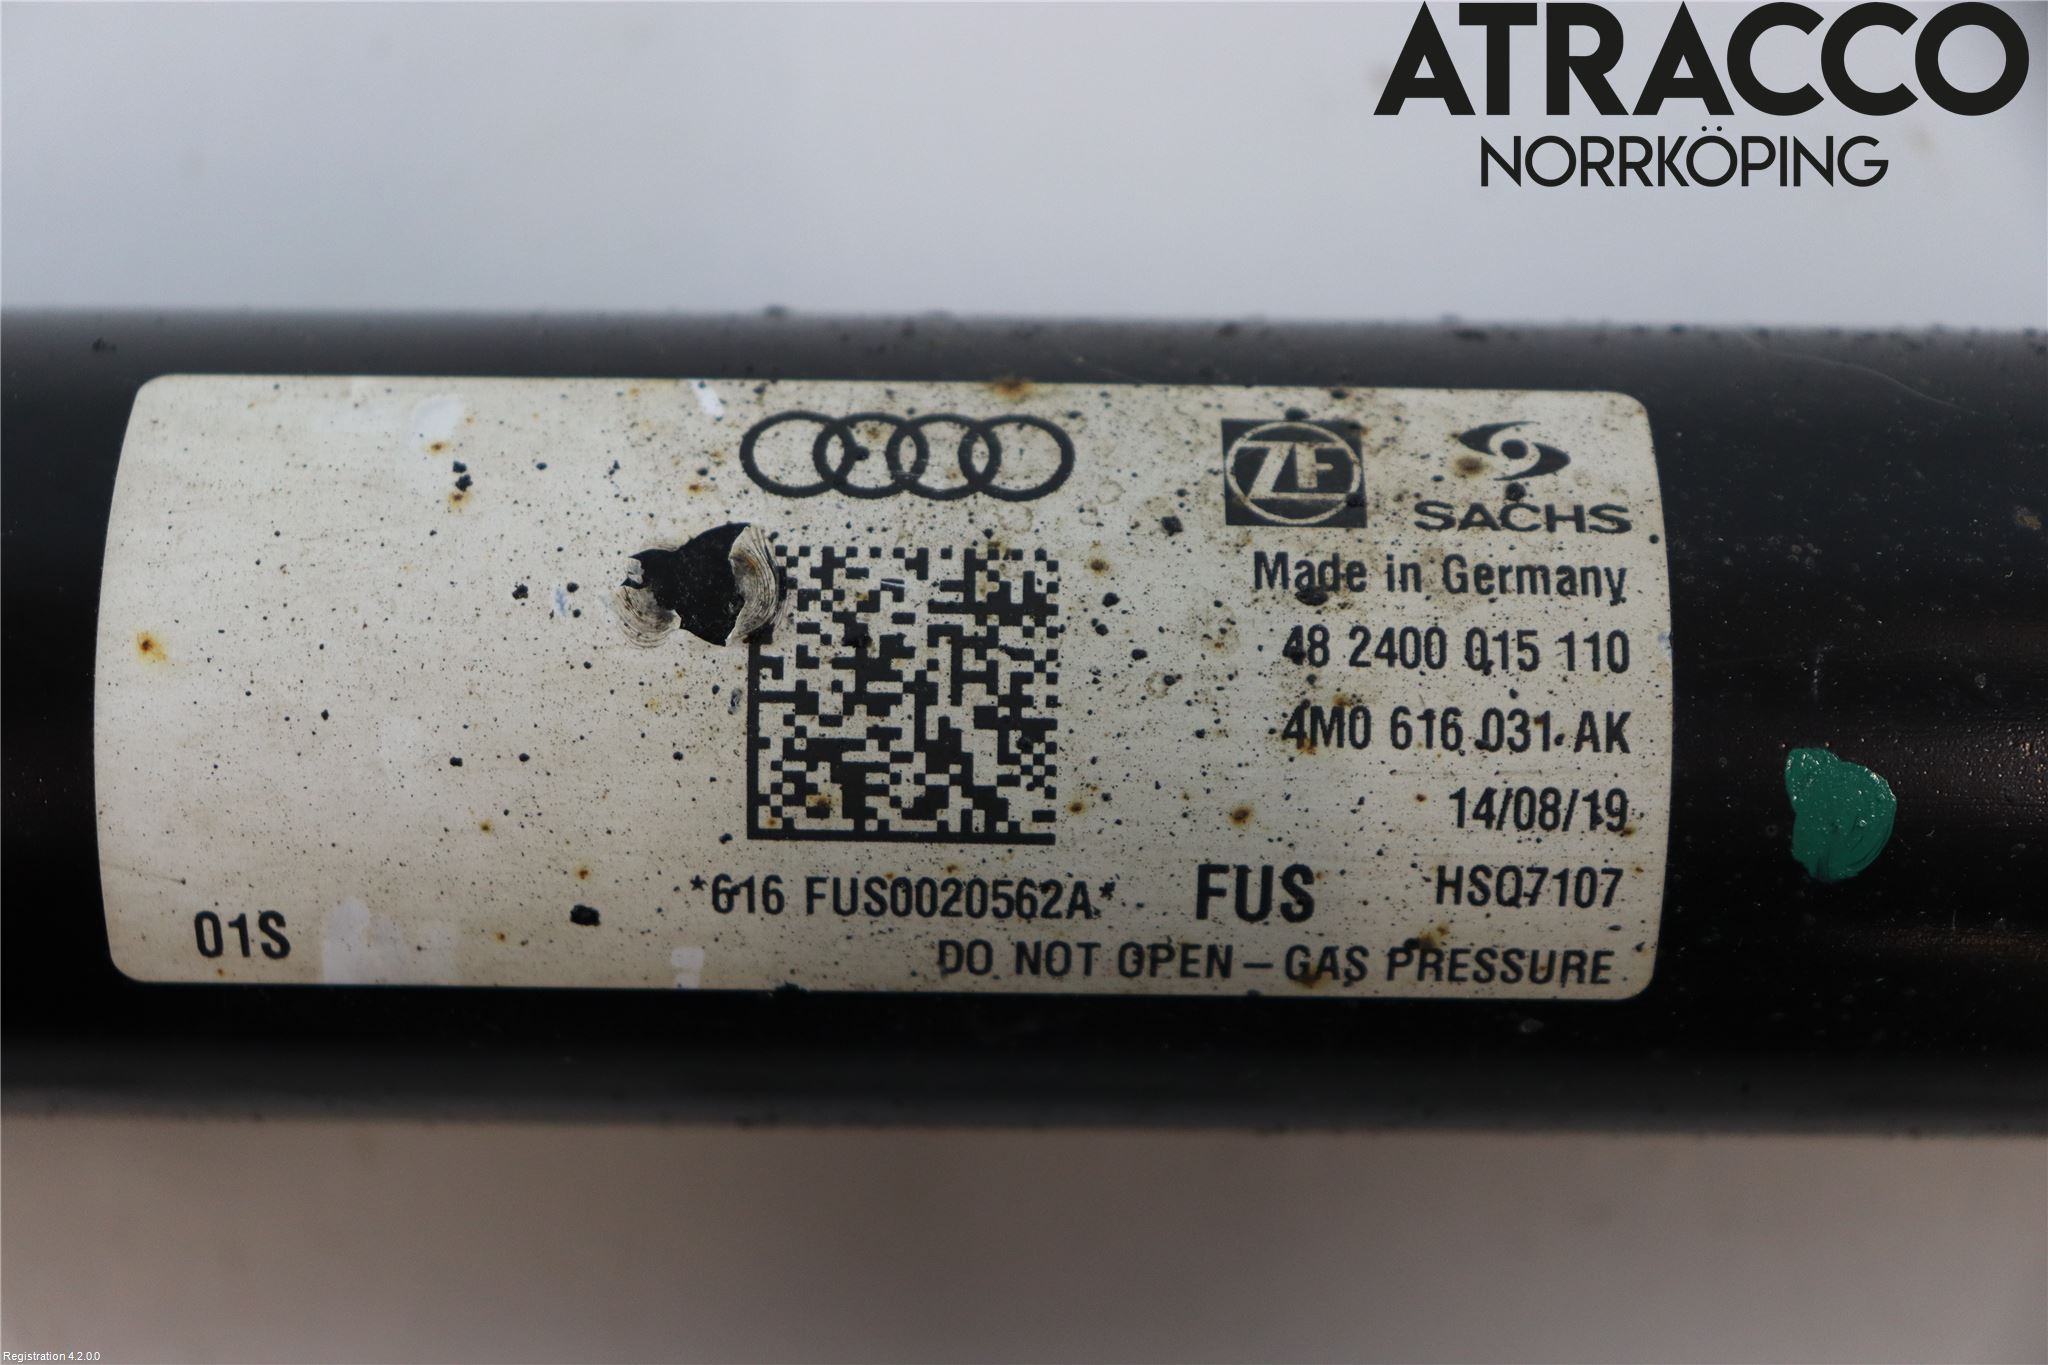 ATRACCO
NORRKÖPING
ZF
SACHS
Made in Germany
48 2400 015 110
4M0 616 031 AK
14/08/19
*616 FUS0020562A* FUS HSQ7107
01S
DO NOT OPEN – GAS PRESSURE
Registration 4.2.0.0